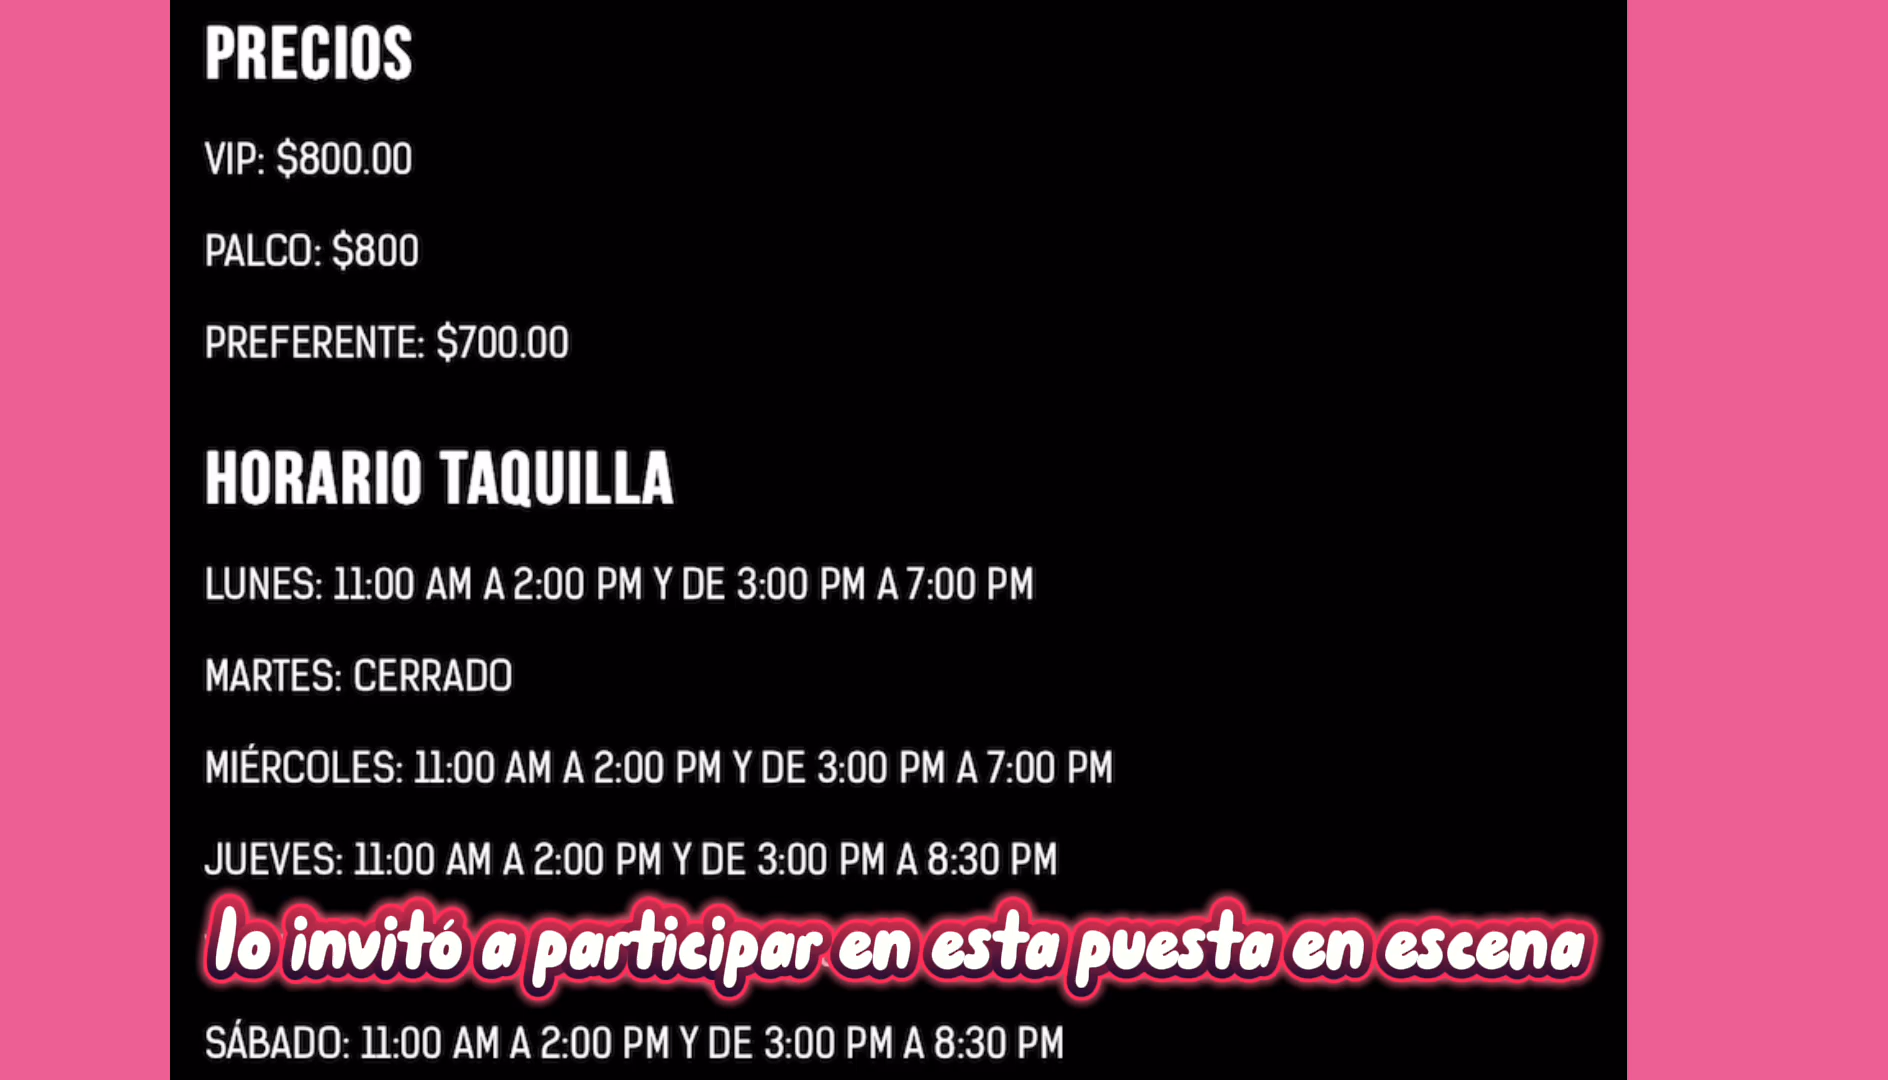 PRECIOS
VIP: $800.00
PALCO: $800
PREFERENTE: $700.00
HORARIO TAQUILLA
LUNES: 11:00 AM A 2:00 PM Y DE 3:00 PM A 7:00 PM
MARTES: CERRADO
MIÉRCOLES: 11:00 AM A 2:00 PM Y DE 3:00 PM A 7:00 PM
JUEVES: 11:00 AM A 2:00 PM Y DE 3:00 PM A 8:30 PM
lo invitó a participar en esta puesta en escena
SÁBADO: 11:00 AM A 2:00 PM Y DE 3:00 PM A 8:30 PM